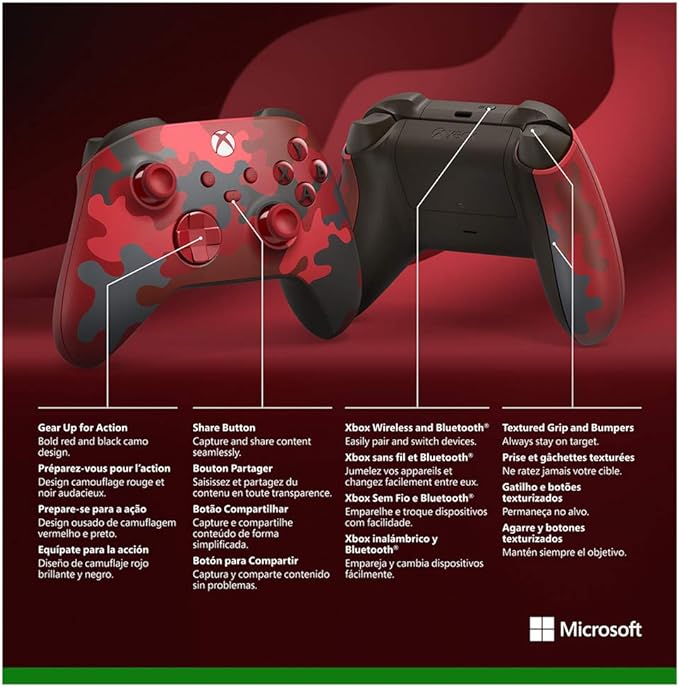 XBOX
Y
X
B
A
Gear Up for Action
Bold red and black camo
design.
Préparez-vous pour l'action
Design camouflage rouge et
noir audacieux.
Prepare-se para a ação
Design ousado de camuflagem
vermelho e preto.
Equípate para la acción
Diseño de camuflaje rojo
brillante y negro.
Share Button
Capture and share content
seamlessly.
Bouton Partager
Saisissez et partagez du
contenu en toute transparence.
Botão Compartilhar
Capture e compartilhe
conteúdo de forma
simplificada.
Botón para Compartir
Captura y comparte contenido
sin problemas.
Xbox Wireless and Bluetooth®
Easily pair and switch devices.
Xbox sans fil et Bluetooth®
Jumelez vos appareils et
changez facilement entre eux.
Xbox Sem Fio e Bluetooth®
Emparelhe e troque dispositivos
com facilidade.
Xbox inalámbrico y
Bluetooth®
Empareja y cambia dispositivos
fácilmente.
Textured Grip and Bumpers
Always stay on target.
Prise et gâchettes texturées
Ne ratez jamais votre cible.
Gatilho e botões
texturizados
Permaneça no alvo.
Agarre y botones
texturizados
Mantén siempre el objetivo.
Microsoft